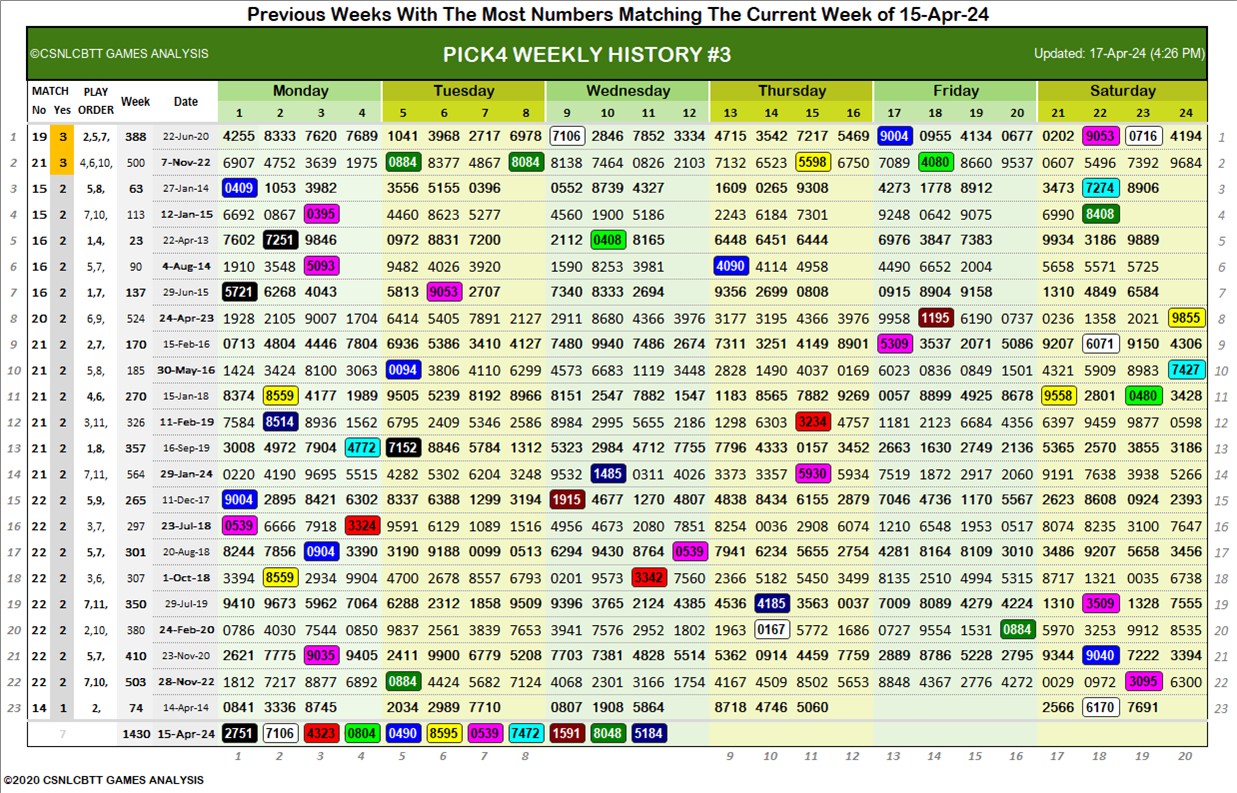 Previous Weeks With The Most Numbers Matching The Current Week of 15-Apr-24
©CSNLCBTT GAMES ANALYSIS PICK4 WEEKLY HISTORY #3 Updated: 17-Apr-24 (4:26 PM)
MATCH PLAY Week Date Monday Tuesday Wednesday Thursday Friday Saturday
No Yes ORDER 1 2 3 4 5 6 7 8 9 10 11 12 13 14 15 16 17 18 19 20 21 22 23 24
1 19 3 2,5,7, 388 22-Jun-20 4255 8333 7620 7689 1041 3968 2717 6978 7106 2846 7852 3334 4715 3542 7217 5469 9004 0955 4134 0677 0202 9053 0716 4194 1
2 21 3 4,6,10, 500 7-Nov-22 6907 4752 3639 1975 0884 8377 4867 8084 8138 7464 0826 2103 7132 6523 5598 6750 7089 4080 8660 9537 0607 5496 7392 9684 2
3 15 2 5,8, 63 27-Jan-14 0409 1053 3982 3556 5155 0396 0552 8739 4327 1609 0265 9308 4273 1778 8912 3473 7274 8906 3
4 15 2 7,10, 113 12-Jan-15 6692 0867 0395 4460 8623 5277 4560 1900 5186 2243 6184 7301 9248 0642 9075 6990 8408 4
5 16 2 1,4, 23 22-Apr-13 7602 7251 9846 0972 8831 7200 2112 0408 8165 6448 6451 6444 6976 3847 7383 9934 3186 9889 5
6 16 2 5,7, 90 4-Aug-14 1910 3548 5093 9482 4026 3920 1590 8253 3981 4090 4114 4958 4490 6652 2004 5658 5571 5725 6
7 16 2 1,7, 137 29-Jun-15 5721 6268 4043 5813 9053 2707 7340 8333 2694 9356 2699 0808 0915 8904 9158 1310 4849 6584 7
8 20 2 6,9, 524 24-Apr-23 1928 2105 9007 1704 6414 5405 7891 2127 2911 8680 4366 3976 3177 3195 4366 3976 9958 1195 6190 0737 0236 1358 2021 9855 8
9 21 2 2,7, 170 15-Feb-16 0713 4804 4446 7804 6936 5386 3410 4127 7480 9940 7486 2674 7311 3251 4149 8901 5309 3537 2071 5086 9207 6071 9150 4306 9
10 21 2 5,8, 185 30-May-16 1424 3424 8100 3063 0094 3806 4110 6299 4573 6683 1119 3448 2828 1490 4037 0169 6023 0836 0849 1501 4321 5909 8983 7427 10
11 21 2 4,6, 270 15-Jan-18 8374 8559 4177 1989 9505 5239 8192 8966 8151 2547 7882 1547 1183 8565 7882 9269 0057 8899 4925 8678 9558 2801 0480 3428 11
12 21 2 3,11, 326 11-Feb-19 7584 8514 8936 1562 6795 2409 5346 2586 8984 2995 5655 2186 1298 6303 3234 4757 1181 2123 6684 4356 6397 9459 9877 0598 12
13 21 2 1,8, 357 16-Sep-19 3008 4972 7904 4772 7152 8846 5784 1312 5323 2984 4712 7755 7796 4333 0157 3452 2663 1630 2749 2136 5365 2570 3855 3186 13
14 21 2 7,11, 564 29-Jan-24 0220 4190 9695 5515 4282 5302 6204 3248 9532 1485 0311 4026 3373 3357 5930 5934 7519 1872 2917 2060 9191 7638 3938 5266 14
15 22 2 5,9, 265 11-Dec-17 9004 2895 8421 6302 8337 6388 1299 3194 1915 4677 1270 4807 4838 8434 6155 2879 7046 4736 1170 5567 2623 8608 0924 2393 15
16 22 2 3,7, 297 23-Jul-18 0539 6666 7918 3324 9591 6129 1089 1516 4956 4673 2080 7851 8254 0036 2908 6074 1210 6548 1953 0517 8074 8235 3100 7647 16
17 22 2 5,7, 301 20-Aug-18 8244 7856 0904 3390 3190 9188 0099 0513 6294 9430 8764 0539 7941 6234 5655 2754 4281 8164 8109 3010 3486 9207 5658 3456 17
18 22 2 3,6, 307 1-Oct-18 3394 8559 2934 9904 4700 2678 8557 6793 0201 9573 3342 7560 2366 5182 5450 3499 8135 2510 4994 5315 8717 1321 0035 6738 18
19 22 2 7,11, 350 29-Jul-19 9410 9673 5962 7064 6202 2312 1858 9509 9396 3765 2124 4385 4536 4185 3563 0037 7009 8089 4279 4224 1310 3509 1328 7555 19
20 22 2 2,10, 380 24-Feb-20 0786 4030 7544 0850 9837 2561 3839 7653 3941 7576 2952 1802 1963 0167 5772 1686 0727 9554 1531 0884 5970 3253 9912 8535 20
21 22 2 5,7, 410 23-Nov-20 2621 7775 9035 9405 2411 9900 6779 5208 7703 7381 4828 5514 5362 0914 4459 7759 2889 8786 5228 2795 9344 9040 7222 3394 21
22 22 2 7,10, 503 28-Nov-22 1812 7217 8877 6892 0884 4424 5682 7124 4068 2301 3166 1754 4167 4509 8502 5653 8848 4367 2776 4272 0029 0972 3095 6300 22
23 14 1 2, 74 14-Apr-14 0841 3336 8745 2034 2989 7710 0807 1908 5864 8718 4746 5060 2566 6170 7691 23
7 1430 15-Apr-24 2751 7106 4323 0804 0490 8595 0539 7472 1591 8048 5184
1 2 3 4 5 6 7 8 9 10 11 12 13 14 15 16 17 18 19 20
©2020 CSNLCBTT GAMES ANALYSIS